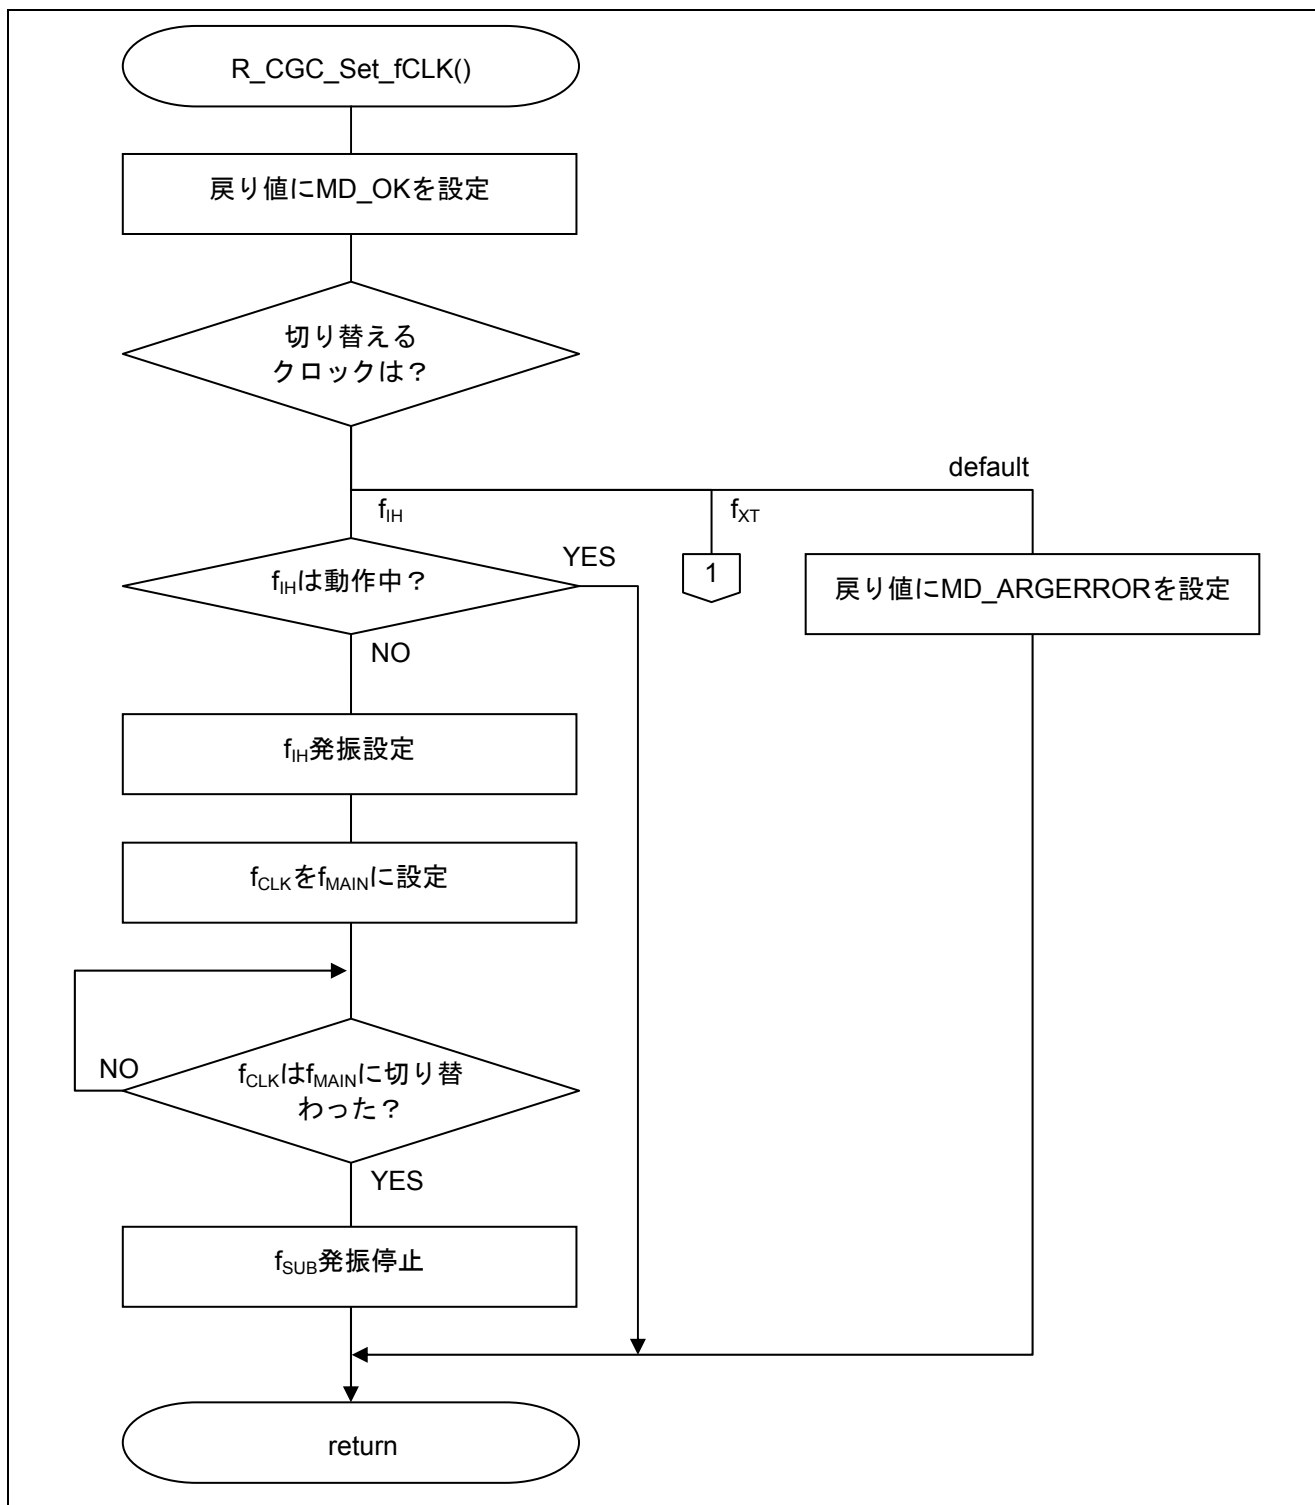 R_CGC_Set_fCLK()
戻り値にMD_OKを設定
切り替える
クロックは？
default
fIH
fXT
fIHは動作中？
YES
1
戻り値にMD_ARGERRORを設定
NO
fIH発振設定
fCLKをfMAINに設定
NO
fCLKはfMAINに切り替
わった？
YES
fSUB発振停止
return